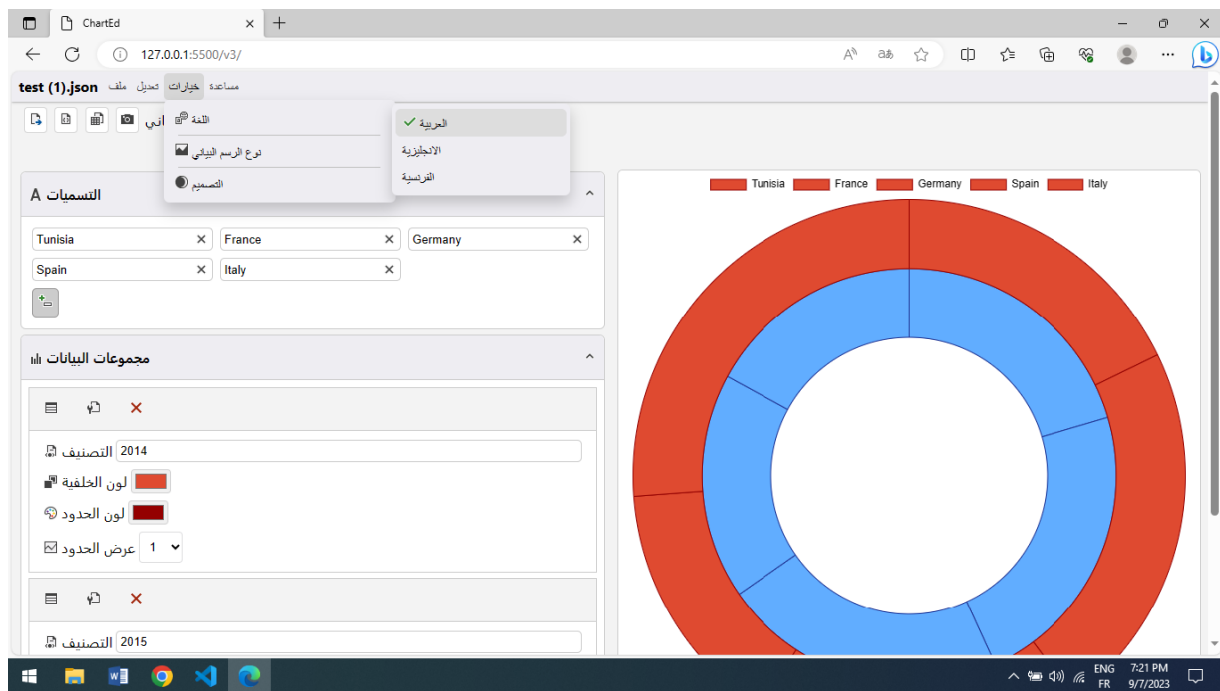 ChartEd
127.0.0.1:5500/v3/
test (1).json ملف تعديل خيارات مساعدة
اني
اللغة
نوع الرسم البياني
التصميم
العربية
الانجليزية
الفرنسية
التسميات A
Tunisia France Germany
Spain Italy
مجموعات البيانات
التصنيف 2014
لون الخلفية
لون الحدود
عرض الحدود 1
التصنيف 2015
Tunisia France Germany Spain Italy
ENG 7:21 PM
FR 9/7/2023